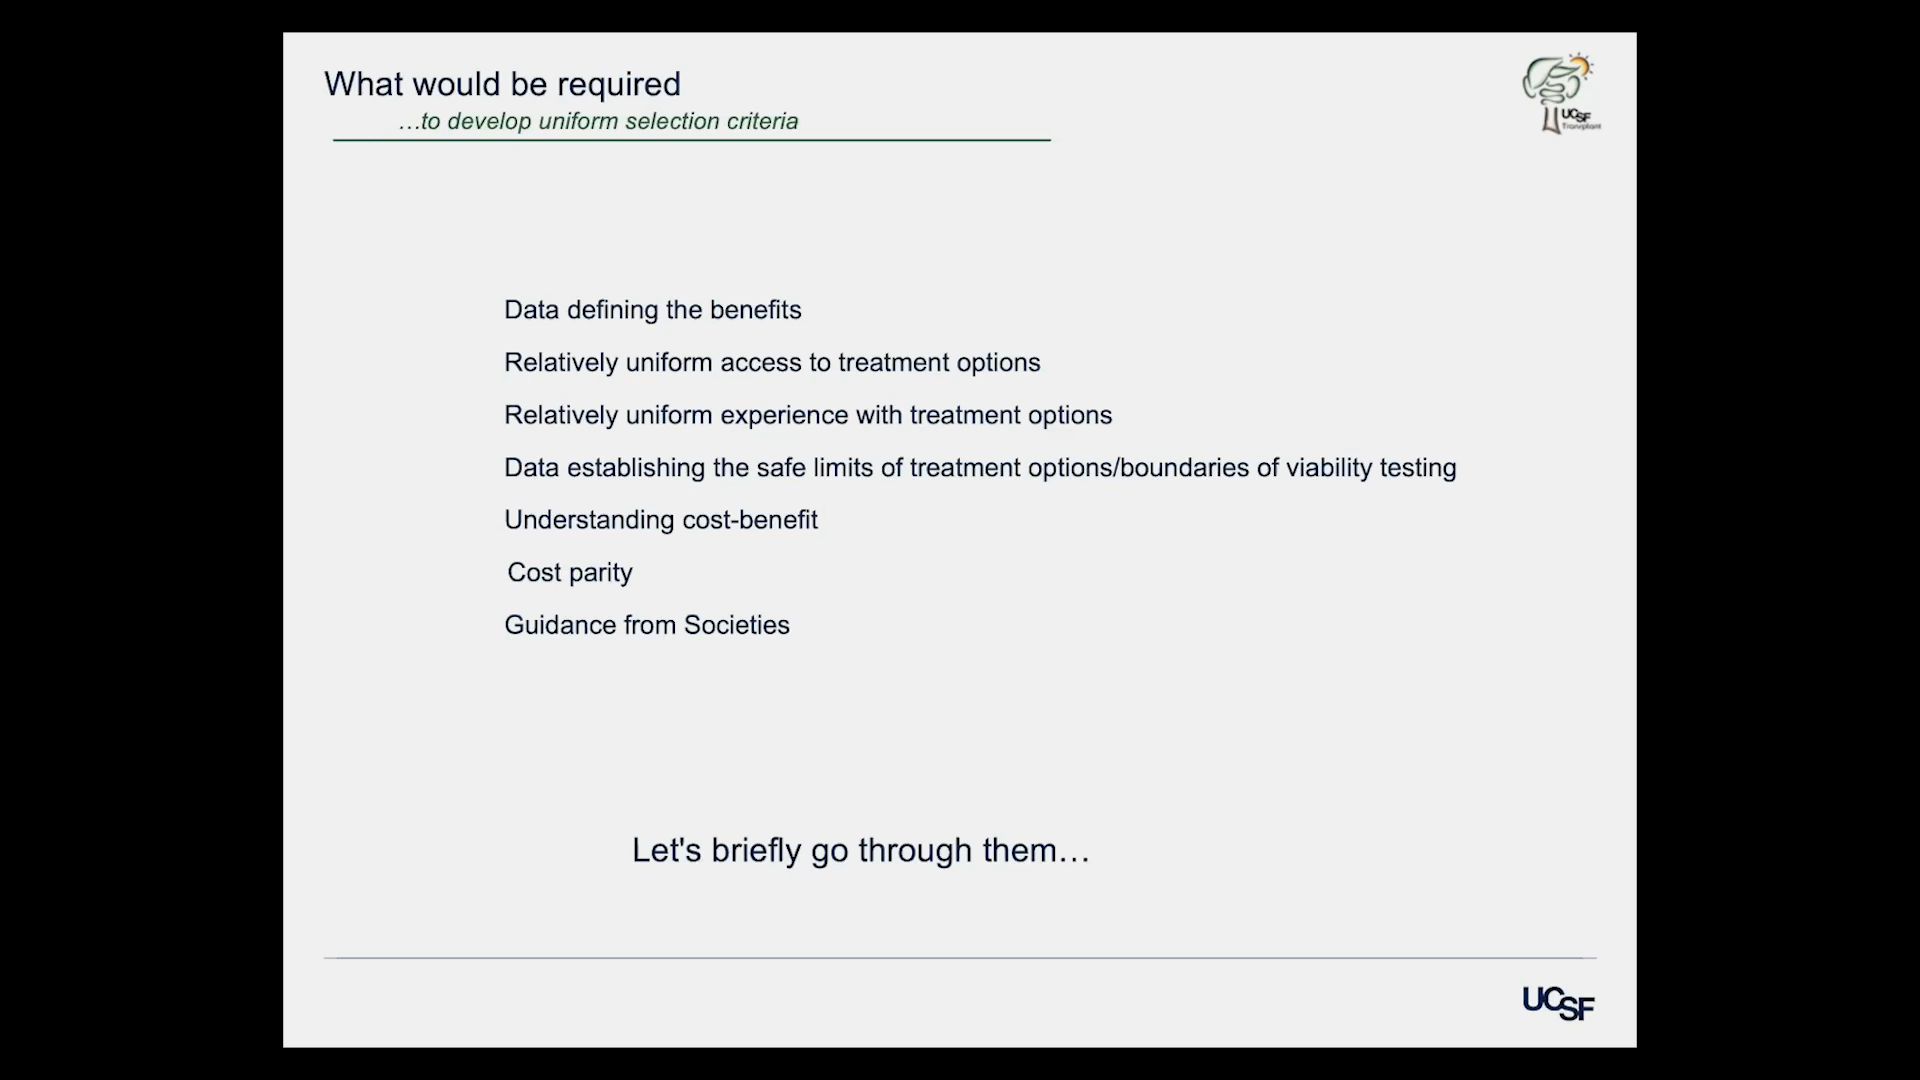 What would be required
…to develop uniform selection criteria
UCSF
Transplant
Data defining the benefits
Relatively uniform access to treatment options
Relatively uniform experience with treatment options
Data establishing the safe limits of treatment options/boundaries of viability testing
Understanding cost-benefit
Cost parity
Guidance from Societies
Let's briefly go through them…
UCSF